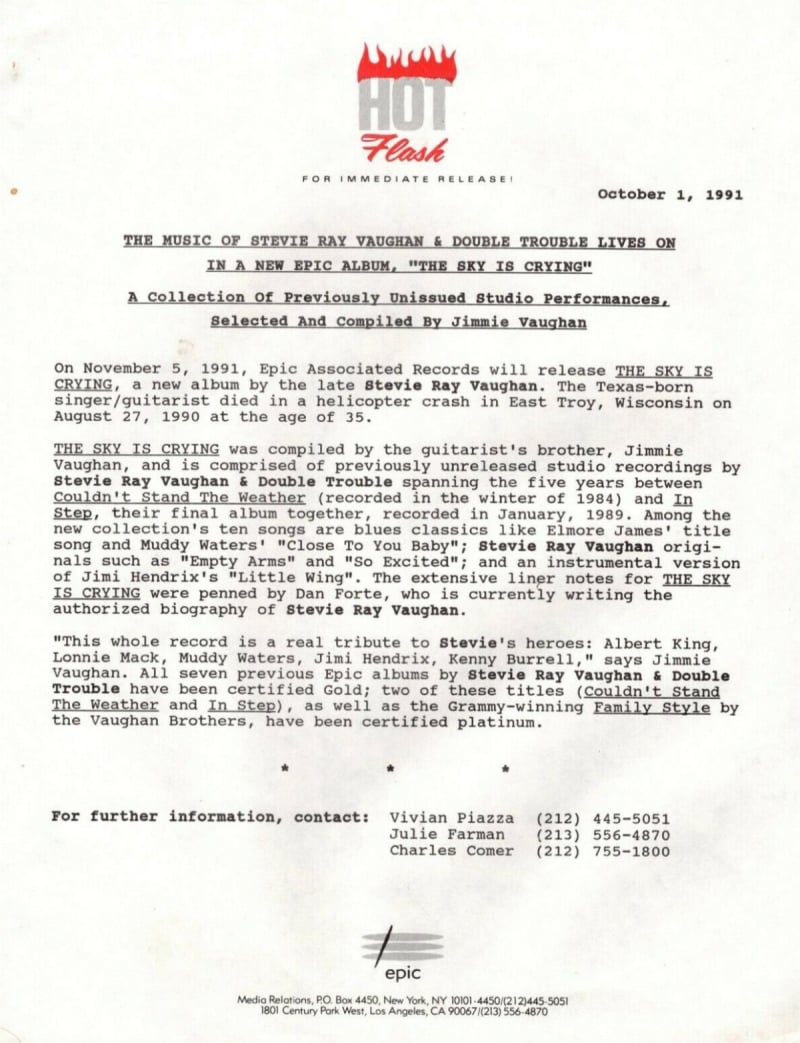 HOT
Flash
FOR IMMEDIATE RELEASE!
October 1, 1991
THE MUSIC OF STEVIE RAY VAUGHAN & DOUBLE TROUBLE LIVES ON
IN A NEW EPIC ALBUM, "THE SKY IS CRYING"
A Collection Of Previously Unissued Studio Performances,
Selected And Compiled By Jimmie Vaughan
On November 5, 1991, Epic Associated Records will release THE SKY IS
CRYING, a new album by the late Stevie Ray Vaughan. The Texas-born
singer/guitarist died in a helicopter crash in East Troy, Wisconsin on
August 27, 1990 at the age of 35.
THE SKY IS CRYING was compiled by the guitarist's brother, Jimmie
Vaughan, and is comprised of previously unreleased studio recordings by
Stevie Ray Vaughan & Double Trouble spanning the five years between
Couldn't Stand The Weather (recorded in the winter of 1984) and In
Step, their final album together, recorded in January, 1989. Among the
new collection's ten songs are blues classics like Elmore James' title
song and Muddy Waters' "Close To You Baby"; Stevie Ray Vaughan origi-
nals such as "Empty Arms" and "So Excited"; and an instrumental version
of Jimi Hendrix's "Little Wing". The extensive liner notes for THE SKY
IS CRYING were penned by Dan Forte, who is currently writing the
authorized biography of Stevie Ray Vaughan.
"This whole record is a real tribute to Stevie's heroes: Albert King,
Lonnie Mack, Muddy Waters, Jimi Hendrix, Kenny Burrell," says Jimmie
Vaughan. All seven previous Epic albums by Stevie Ray Vaughan & Double
Trouble have been certified Gold; two of these titles (Couldn't Stand
The Weather and In Step), as well as the Grammy-winning Family Style by
the Vaughan Brothers, have been certified platinum.
* * *
For further information, contact: Vivian Piazza (212) 445-5051
Julie Farman (213) 556-4870
Charles Comer (212) 755-1800
epic
Media Relations, P.O. Box 4450, New York, NY 10101-4450/(212)445-5051
1801 Century Park West, Los Angeles, CA 90067/(213) 556-4870